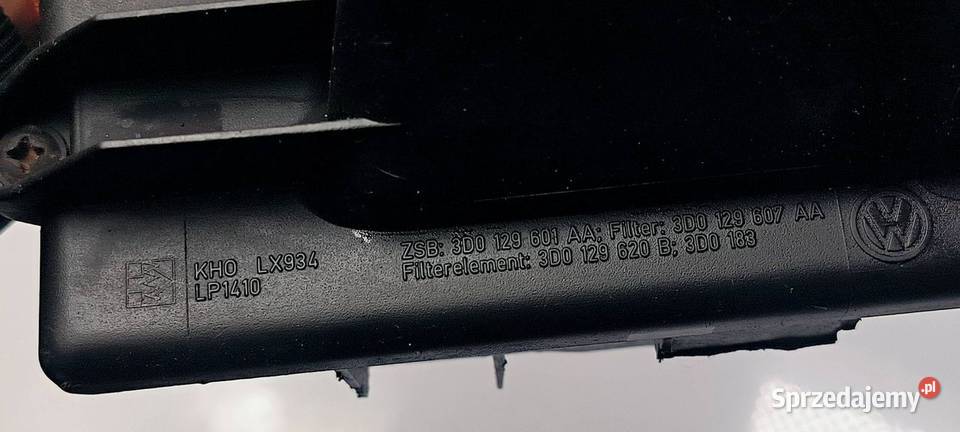 KHO LX934
LP1410
ZSB: 3D0 129 601 AA; Filter: 3D0 129 607 AA
Filterelement: 3D0 129 620 B; 3D0 183
VW
Sprzedajemy.pl